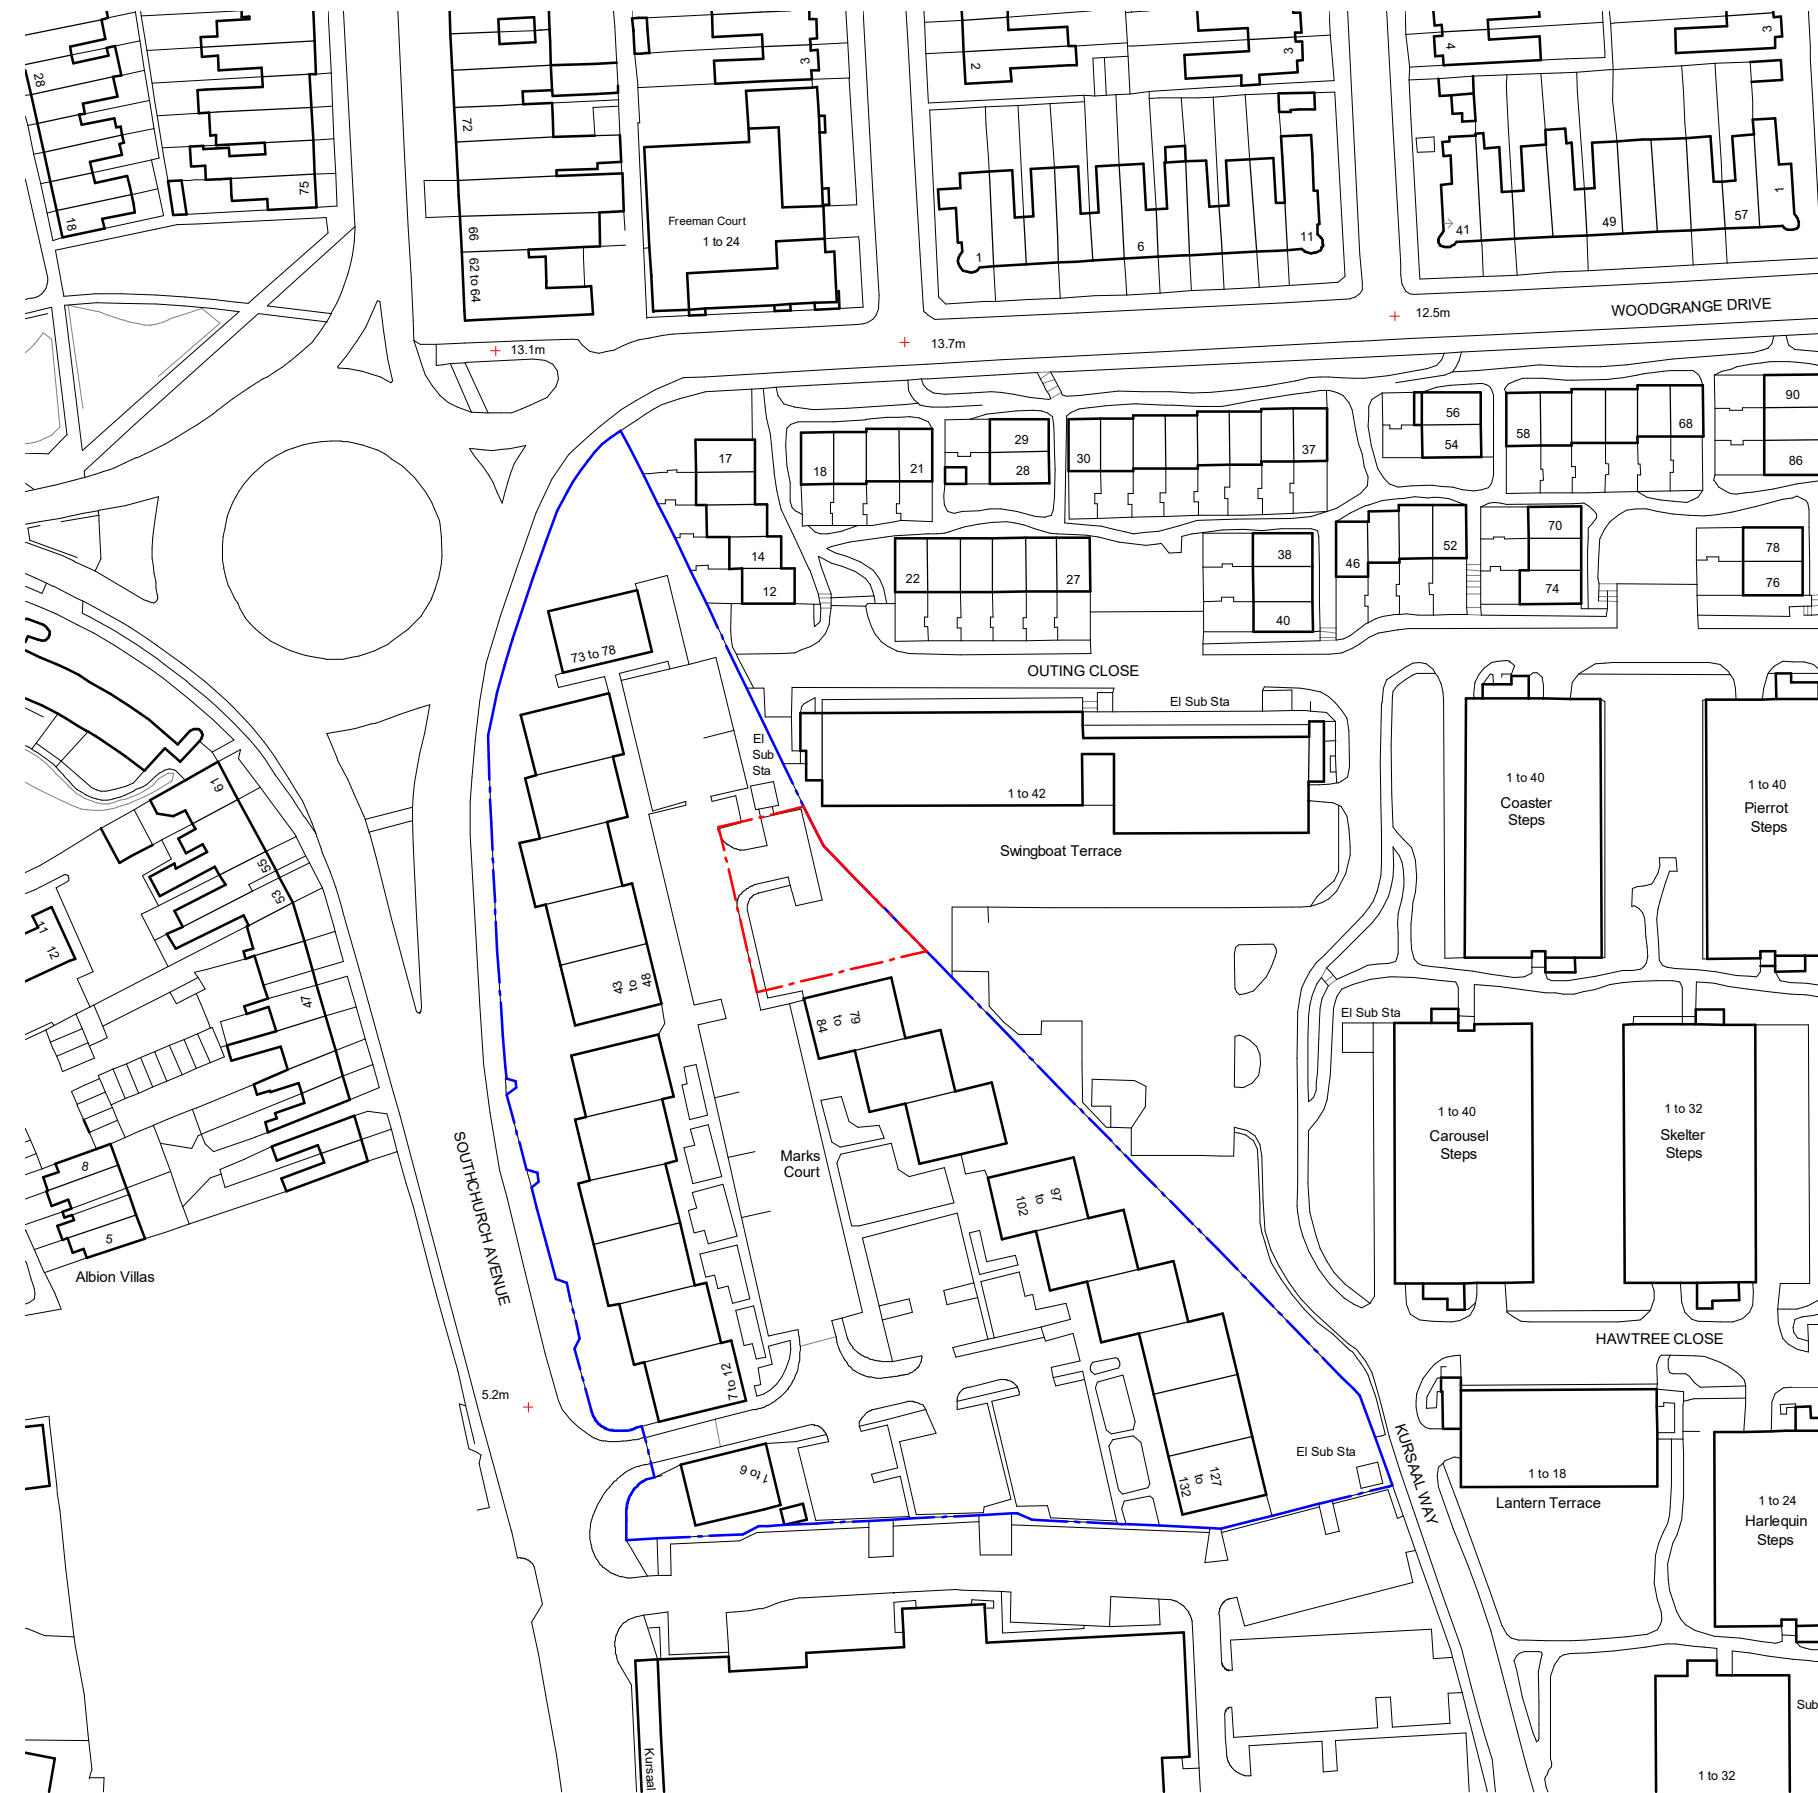 28
18
75
72
66
62 to 64
3
Freeman Court
1 to 24
2
3
4
3
1
6
11
41
49
57
1
WOODGRANGE DRIVE
13.1m
13.7m
12.5m
17
14
12
18
21
29
28
30
37
56
54
58
68
90
86
22
27
38
40
46
52
70
74
78
76
OUTING CLOSE
73 to 78
El Sub Sta
El
Sub
Sta
1 to 42
Swingboat Terrace
1 to 40
Coaster
Steps
1 to 40
Pierrot
Steps
61
55
53
47
11
12
43
to
48
79
to
84
El Sub Sta
1 to 40
Carousel
Steps
1 to 32
Skelter
Steps
8
5
Albion Villas
SOUTHCHURCH AVENUE
Marks
Court
97
to
102
HAWTREE CLOSE
5.2m
7 to 12
1 to 6
127
to
132
El Sub Sta
KURSAAL WAY
1 to 18
Lantern Terrace
1 to 24
Harlequin
Steps
Kursaal
Sub
1 to 32